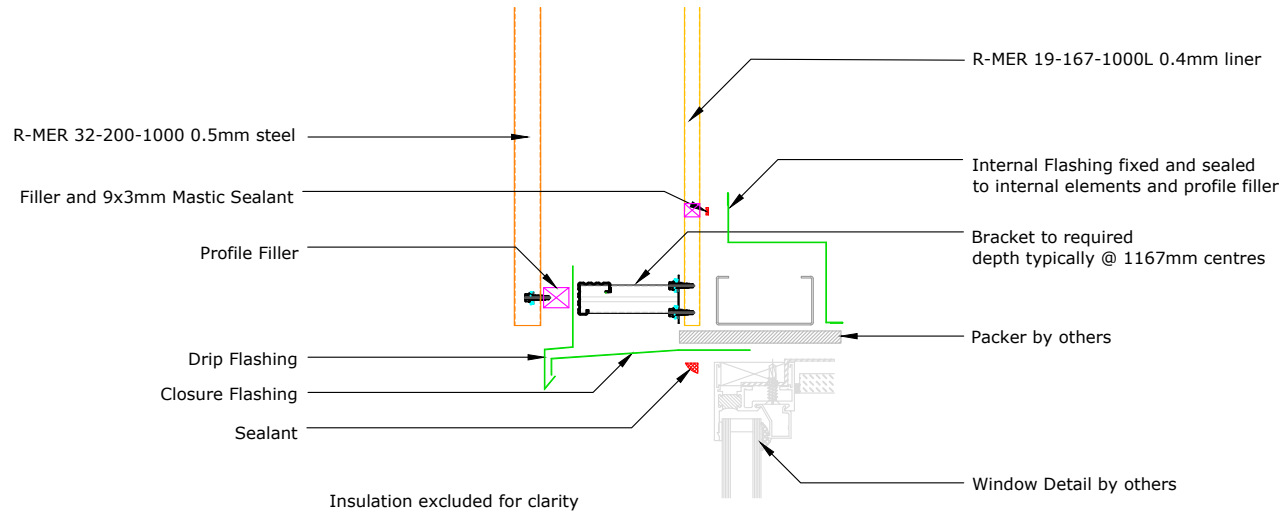 R-MER 19-167-1000L 0.4mm liner
R-MER 32-200-1000 0.5mm steel
Internal Flashing fixed and sealed
to internal elements and profile filler
Filler and 9x3mm Mastic Sealant
Bracket to required
depth typically @ 1167mm centres
Profile Filler
Packer by others
Drip Flashing
Closure Flashing
Sealant
Window Detail by others
Insulation excluded for clarity